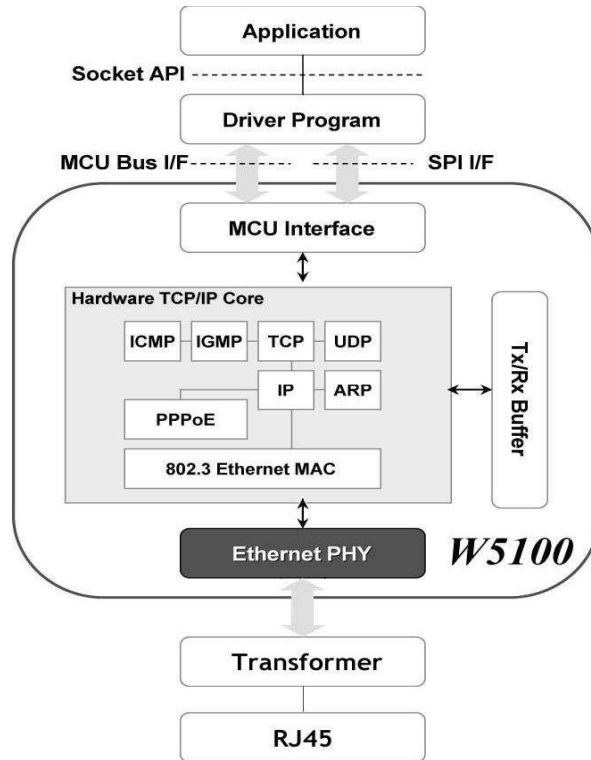 Application
Socket API
Driver Program
MCU Bus I/F
SPI I/F
MCU Interface
Hardware TCP/IP Core
ICMP
IGMP
TCP
UDP
IP
ARP
PPPoE
802.3 Ethernet MAC
Tx/Rx Buffer
Ethernet PHY
W5100
Transformer
RJ45